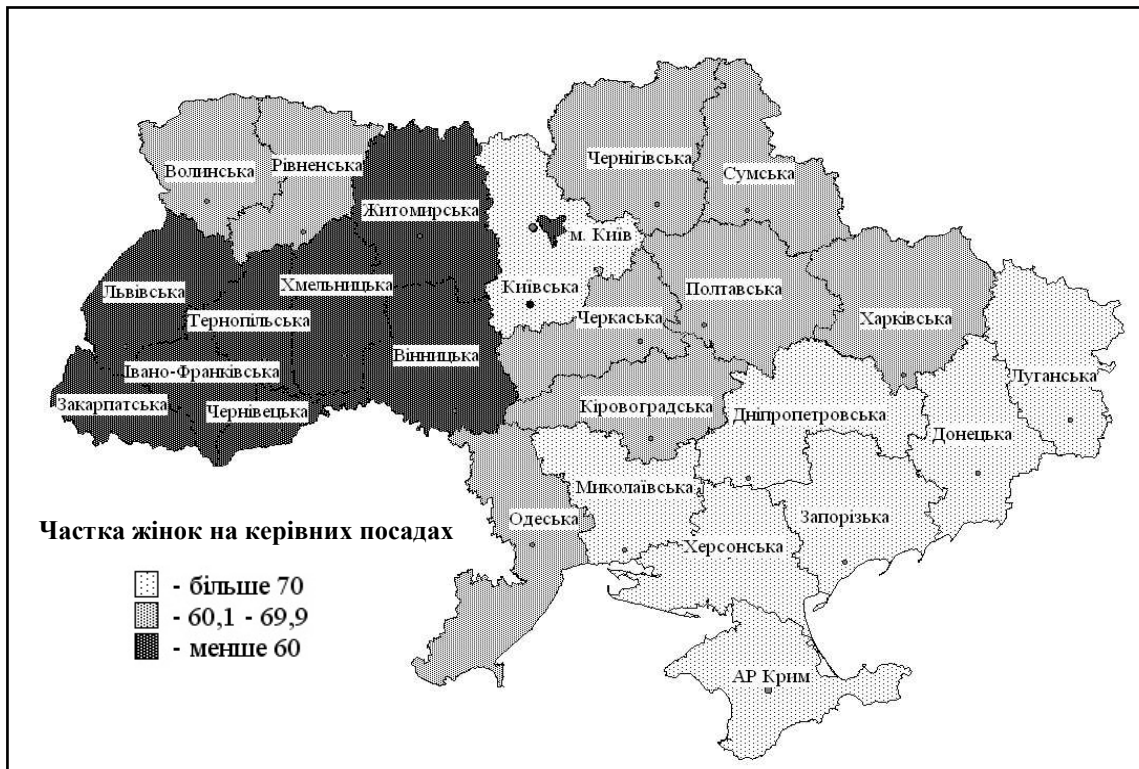 Чернігівська
Сумська
Волинська
Рівненська
Житомирська
м. Київ
Київська
Полтавська
Харківська
Черкаська
Львівська
Хмельницька
Тернопільська
Вінницька
Івано-Франківська
Закарпатська
Чернівецька
Кіровоградська
Дніпропетровська
Луганська
Донецька
Миколаївська
Одеська
Запорізька
Херсонська
АР Крим
Частка жінок на керівних посадах
- більше 70
- 60,1 - 69,9
- менше 60